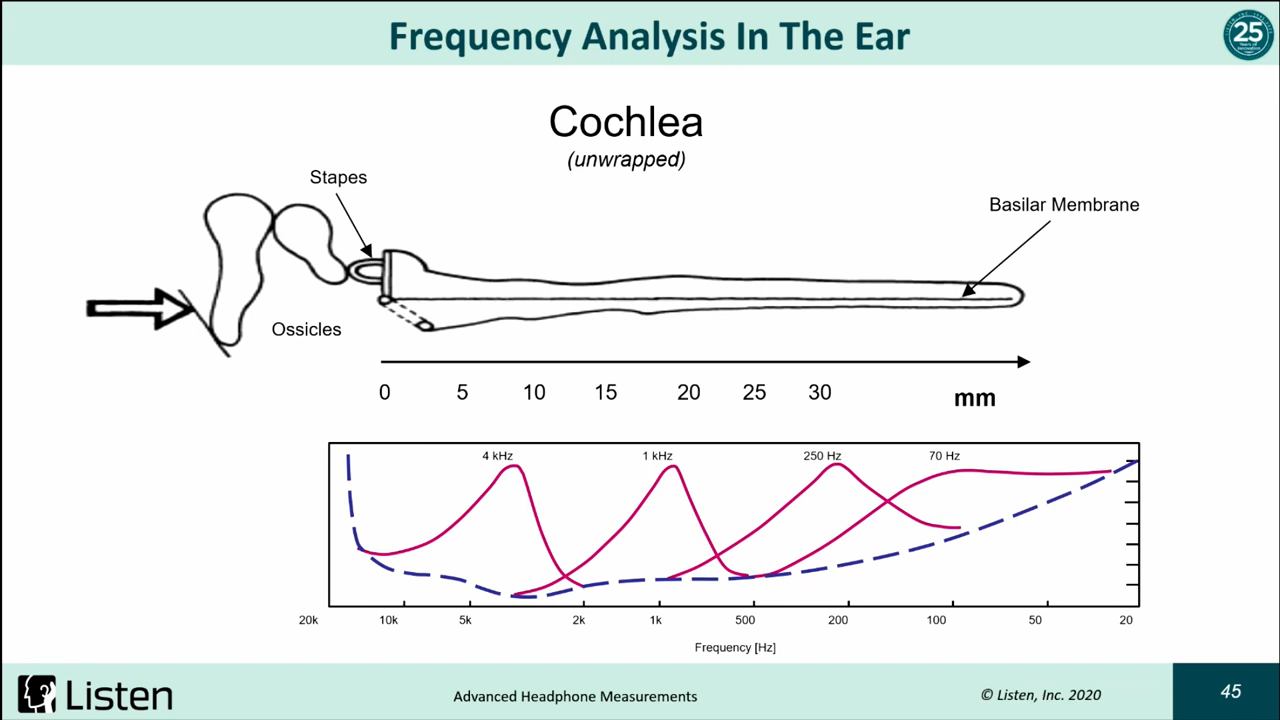 Frequency Analysis In The Ear
25
Cochlea
(unwrapped)
Stapes
Basilar Membrane
Ossicles
0 5 10 15 20 25 30 mm
4 kHz 1 kHz 250 Hz 70 Hz
20k 10k 5k 2k 1k 500 200 100 50 20
Frequency [Hz]
Listen
Advanced Headphone Measurements
© Listen, Inc. 2020
45